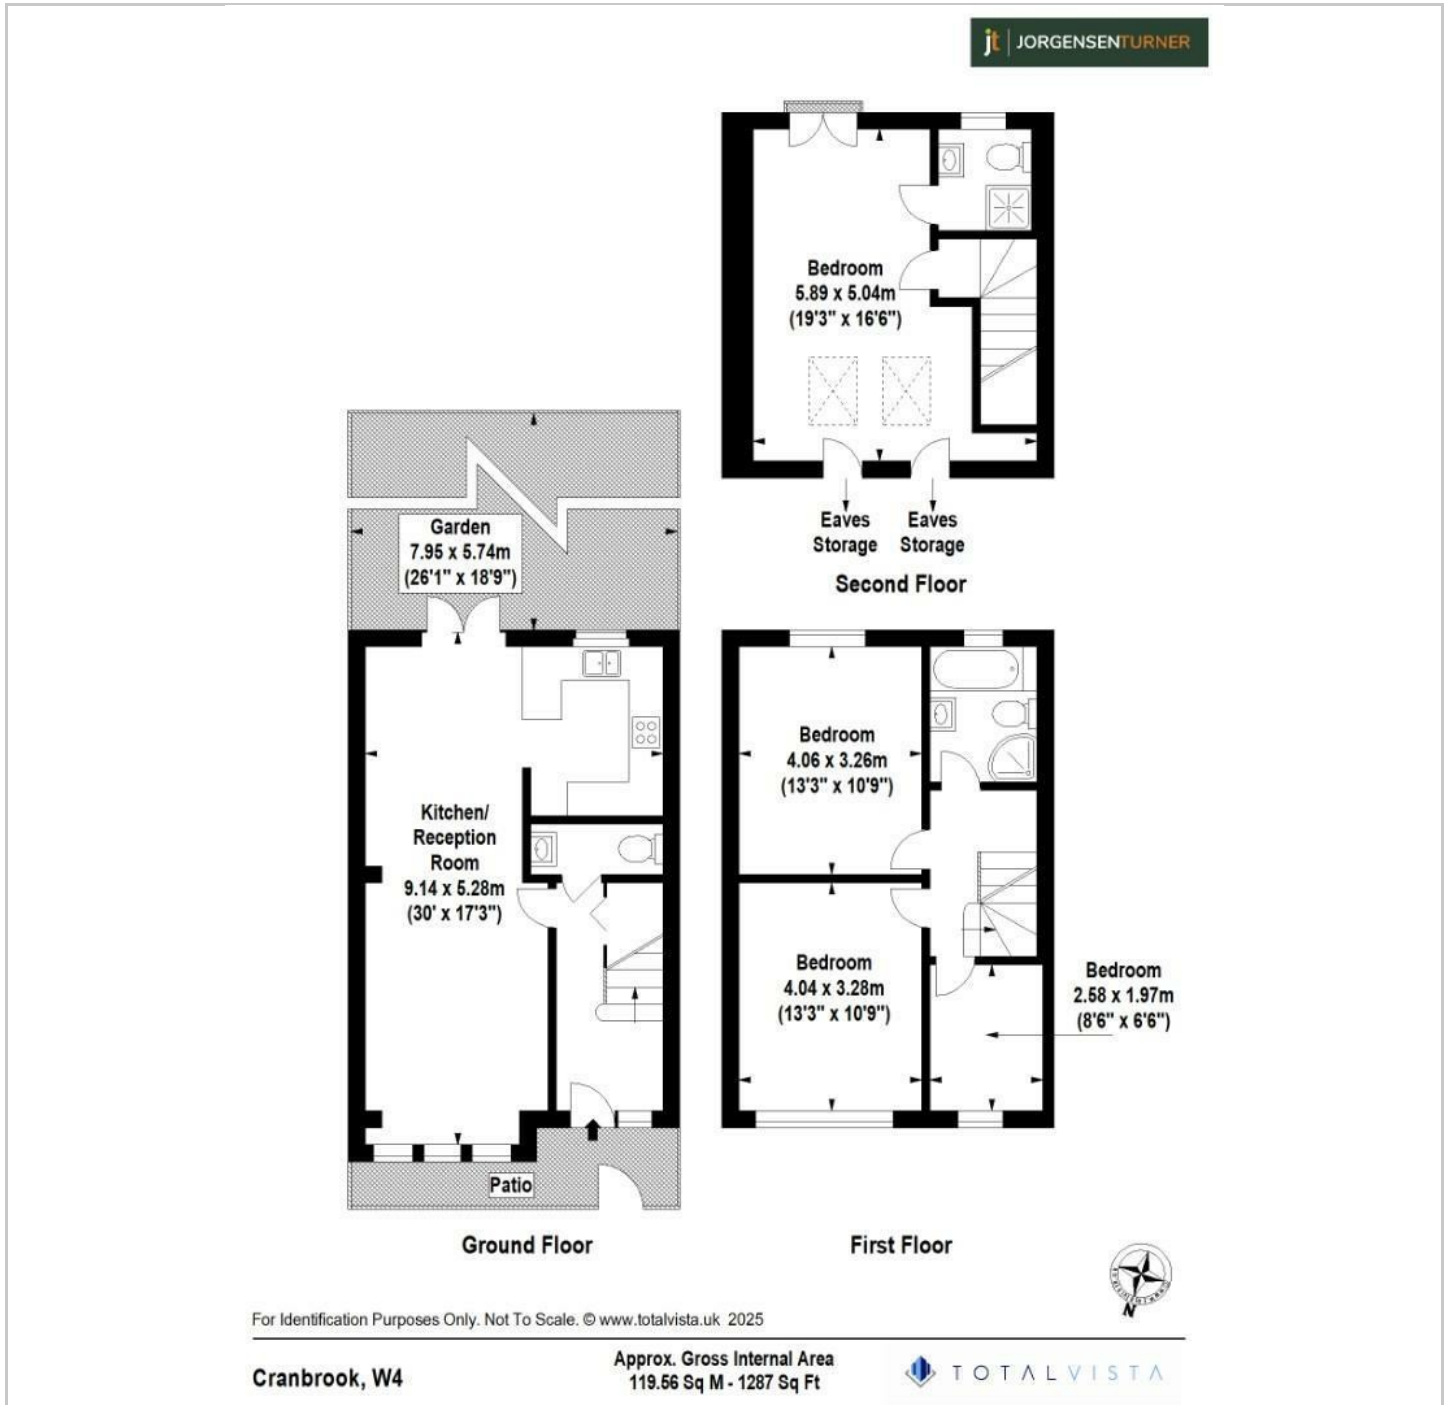 jt JORGENSENTURNER
Bedroom
5.89 x 5.04m
(19'3" x 16'6")
Eaves
Storage
Eaves
Storage
Second Floor
Garden
7.95 x 5.74m
(26'1" x 18'9")
Kitchen/
Reception
Room
9.14 x 5.28m
(30' x 17'3")
Patio
Ground Floor
Bedroom
4.06 x 3.26m
(13'3" x 10'9")
Bedroom
4.04 x 3.28m
(13'3" x 10'9")
Bedroom
2.58 x 1.97m
(8'6" x 6'6")
First Floor
N
For Identification Purposes Only. Not To Scale. © www.totalvista.uk 2025
Cranbrook, W4
Approx. Gross Internal Area
119.56 Sq M - 1287 Sq Ft
TOTALVISTA